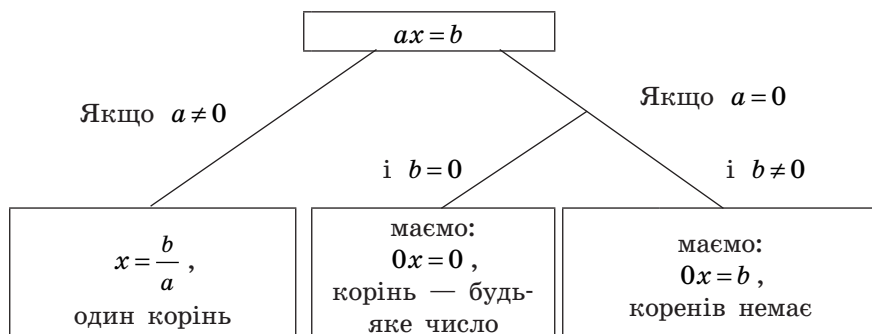 ax = b
Якщо a ≠ 0
Якщо a = 0
і b = 0
і b ≠ 0
x = b/a ,
один корінь
маємо:
0x = 0 ,
корінь — будь-
яке число
маємо:
0x = b ,
коренів немає